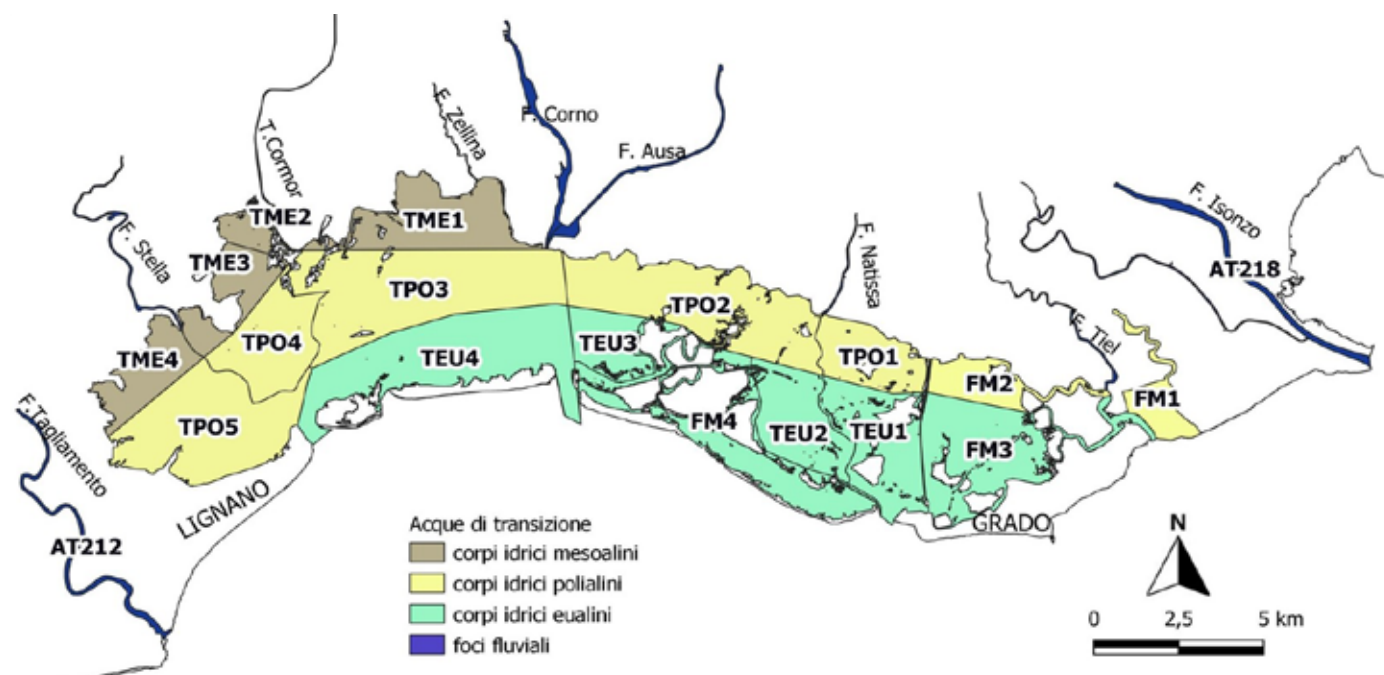 F. Corno
F. Zellina
T.Cormor
F. Ausa
TME2
TME1
F. Isonzo
F. Stella
TME3
F. Natissa
AT218
TPO3
TPO2
F. Tiel
TME4
TPO4
TEU3
TPO1
TEU4
FM2
FM1
F.Tagliamento
TPO5
FM4
TEU2
TEU1
FM3
LIGNANO
GRADO
AT212
Acque di transizione
corpi idrici mesoalini
corpi idrici polialini
corpi idrici eualini
foci fluviali
N
0 2,5 5 km